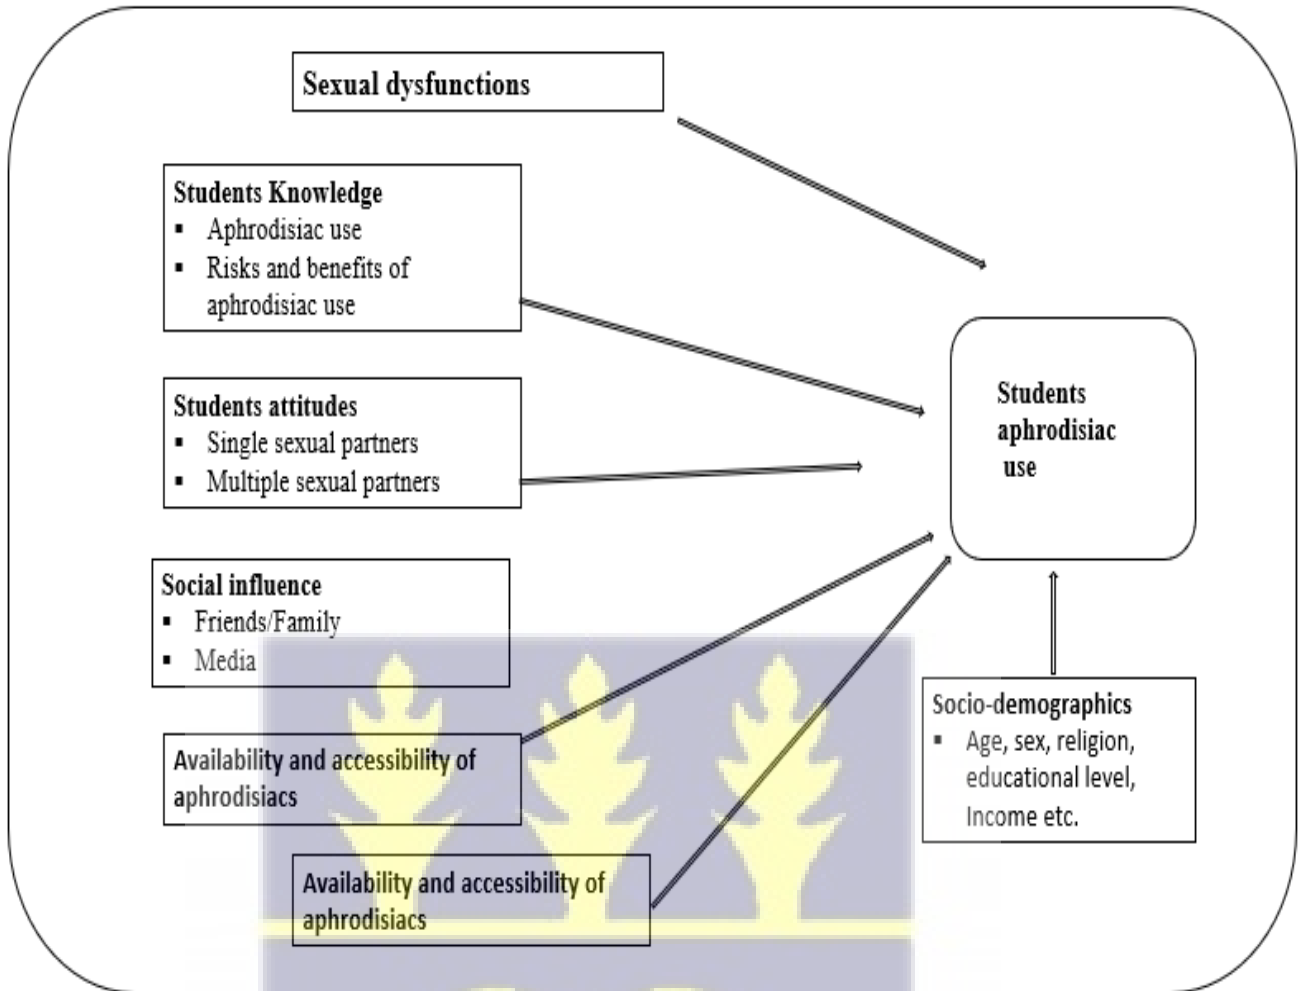 Sexual dysfunctions
Students Knowledge
▪ Aphrodisiac use
▪ Risks and benefits of
aphrodisiac use
Students attitudes
▪ Single sexual partners
▪ Multiple sexual partners
Social influence
▪ Friends/Family
▪ Media
Availability and accessibility of
aphrodisiacs
Availability and accessibility of
aphrodisiacs
Students
aphrodisiac
use
Socio-demographics
▪ Age, sex, religion,
educational level,
Income etc.